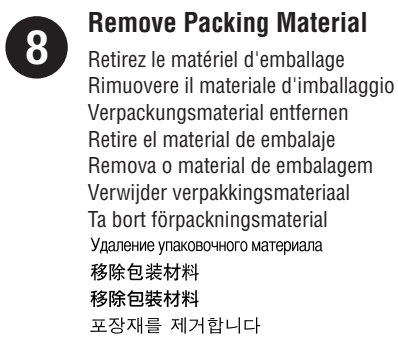 8
Remove Packing Material
Retirez le matériel d'emballage
Rimuovere il materiale d'imballaggio
Verpackungsmaterial entfernen
Retire el material de embalaje
Remova o material de embalagem
Verwijder verpakkingsmateriaal
Ta bort förpackningsmaterial
Удаление упаковочного материала
移除包装材料
移除包裝材料
포장재를 제거합니다